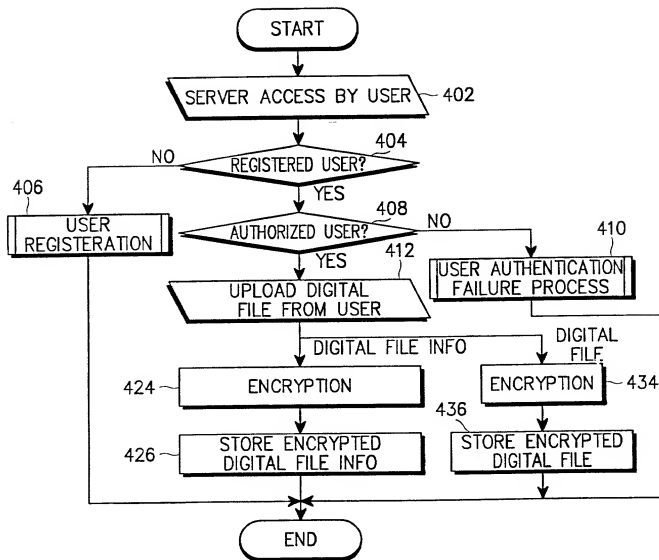 START
SERVER ACCESS BY USER
402
404
NO
REGISTERED USER?
YES
406
USER
REGISTERATION
408
NO
AUTHORIZED USER?
YES
410
USER AUTHENTICATION
FAILURE PROCESS
412
UPLOAD DIGITAL
FILE FROM USER
DIGITAL FILE INFO
DIGITAL
FILE
424
ENCRYPTION
ENCRYPTION
434
426
STORE ENCRYPTED
DIGITAL FILE INFO
436
STORE ENCRYPTED
DIGITAL FILE
END